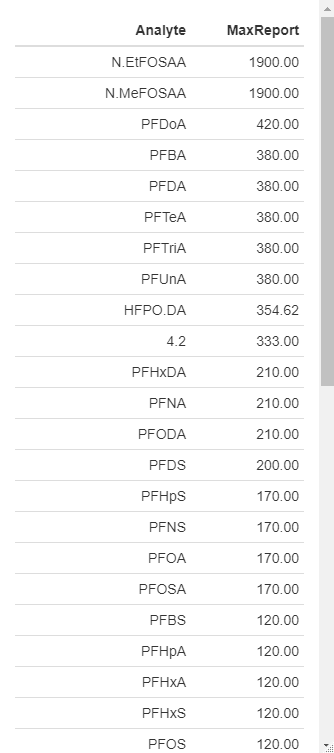 Analyte MaxReport
N.EtFOSAA 1900.00
N.MeFOSAA 1900.00
PFDoA 420.00
PFBA 380.00
PFDA 380.00
PFTeA 380.00
PFTriA 380.00
PFUnA 380.00
HFPO.DA 354.62
4.2 333.00
PFHxDA 210.00
PFNA 210.00
PFODA 210.00
PFDS 200.00
PFHpS 170.00
PFNS 170.00
PFOA 170.00
PFOSA 170.00
PFBS 120.00
PFHpA 120.00
PFHxA 120.00
PFHxS 120.00
PFOS 120.00